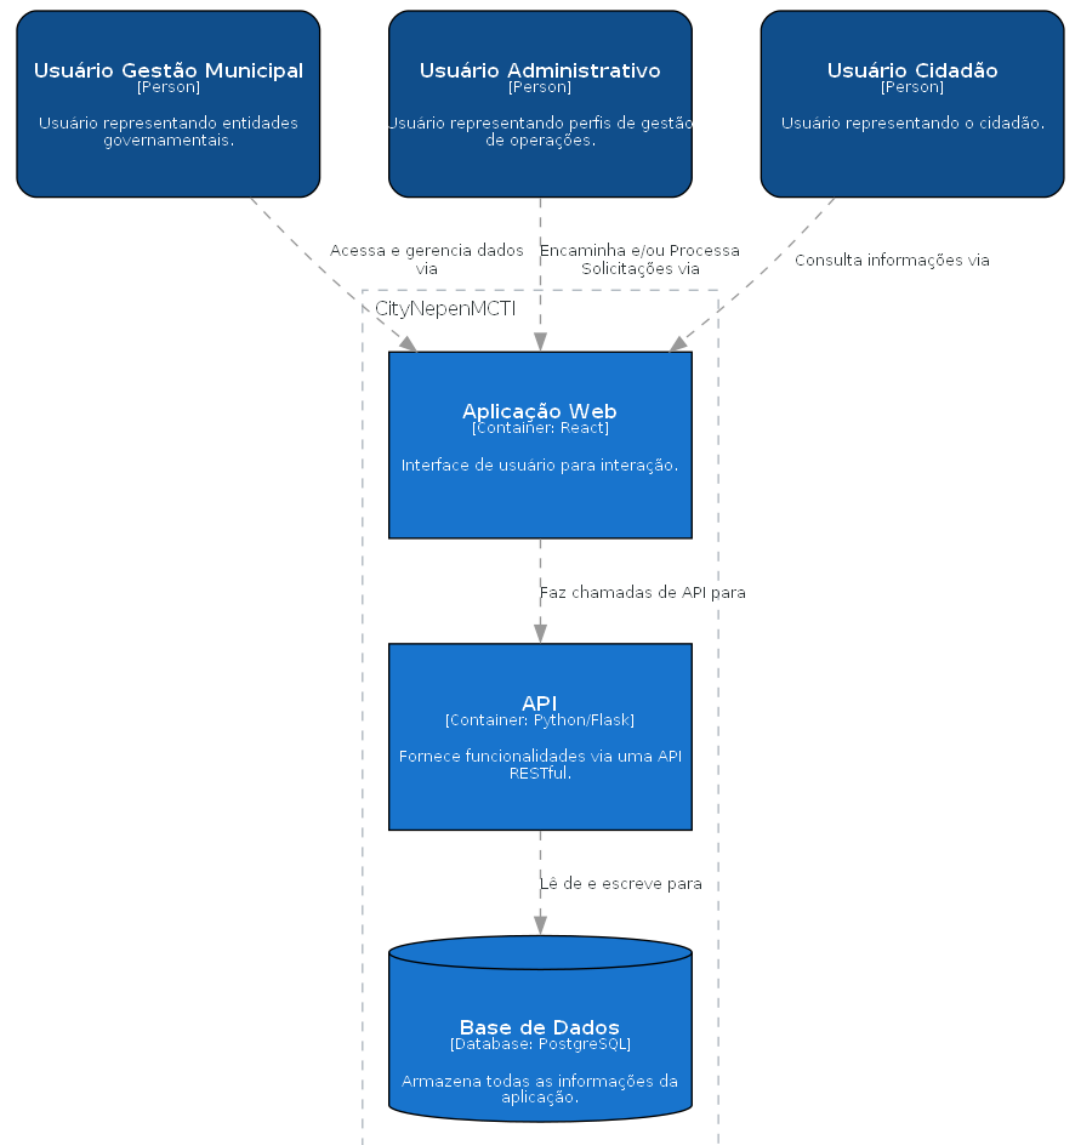 Usuário Gestão Municipal
[Person]
Usuário representando entidades
governamentais.
Usuário Administrativo
[Person]
Usuário representando perfis de gestão
de operações.
Usuário Cidadão
[Person]
Usuário representando o cidadão.
Acessa e gerencia dados
via
Encaminha e/ou Processa
Solicitações via
Consulta informações via
CityNepenMCTI
Aplicação Web
[Container: React]
Interface de usuário para interação.
Faz chamadas de API para
API
[Container: Python/Flask]
Fornece funcionalidades via uma API
RESTful.
Lê de e escreve para
Base de Dados
[Database: PostgreSQL]
Armazena todas as informações da
aplicação.